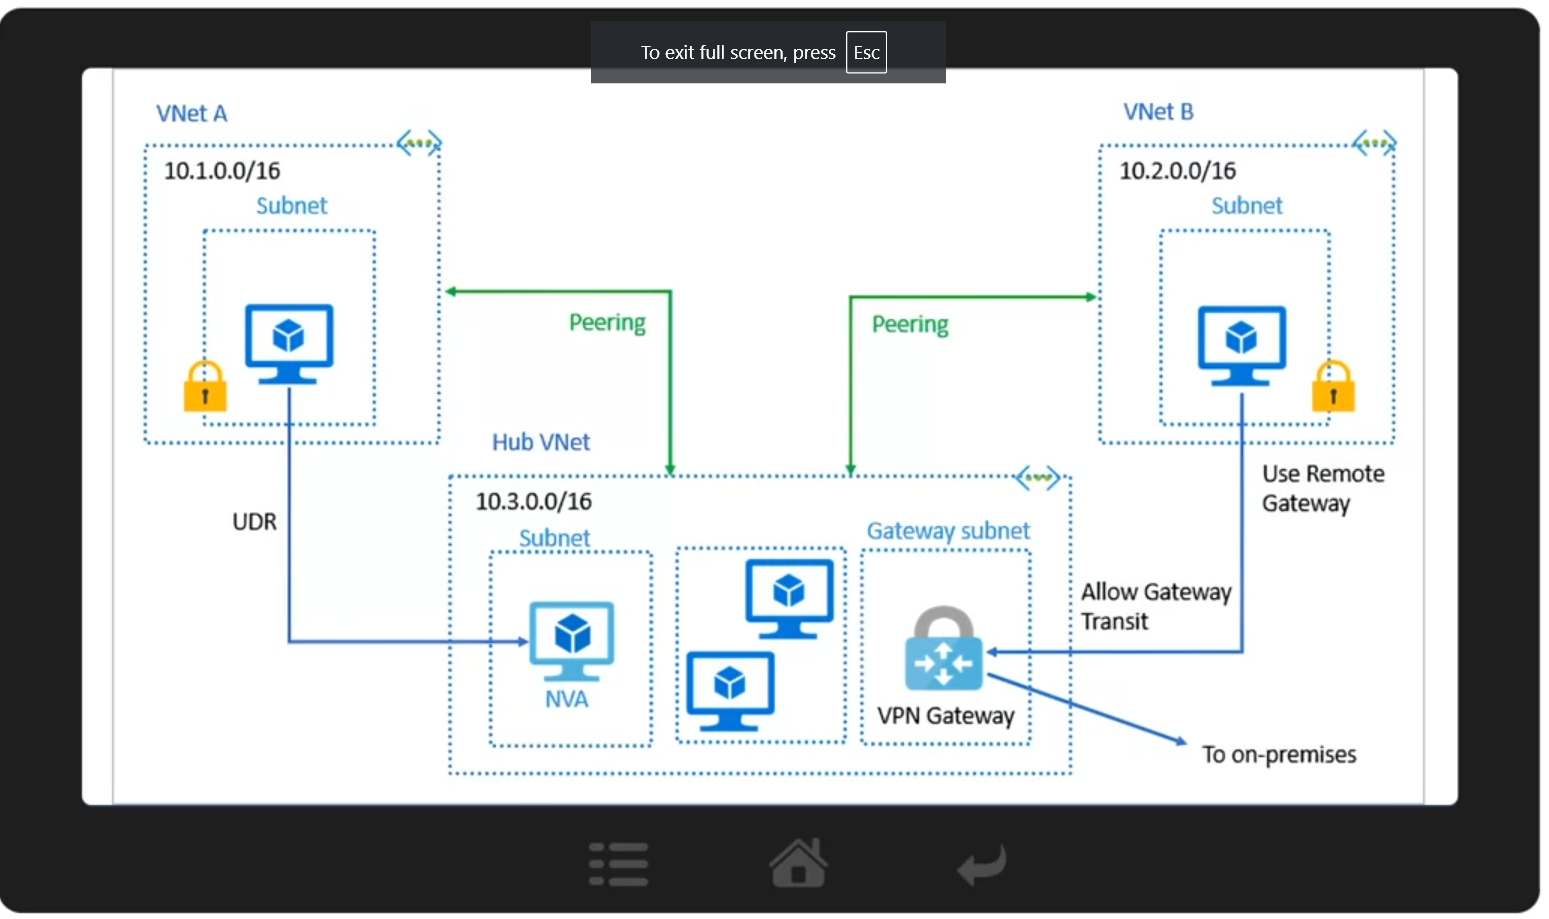 To exit full screen, press Esc
VNet A
VNet B
10.1.0.0/16
10.2.0.0/16
Subnet
Subnet
Peering
Peering
Hub VNet
Use Remote
Gateway
10.3.0.0/16
UDR
Subnet
Gateway subnet
Allow Gateway
Transit
NVA
VPN Gateway
To on-premises